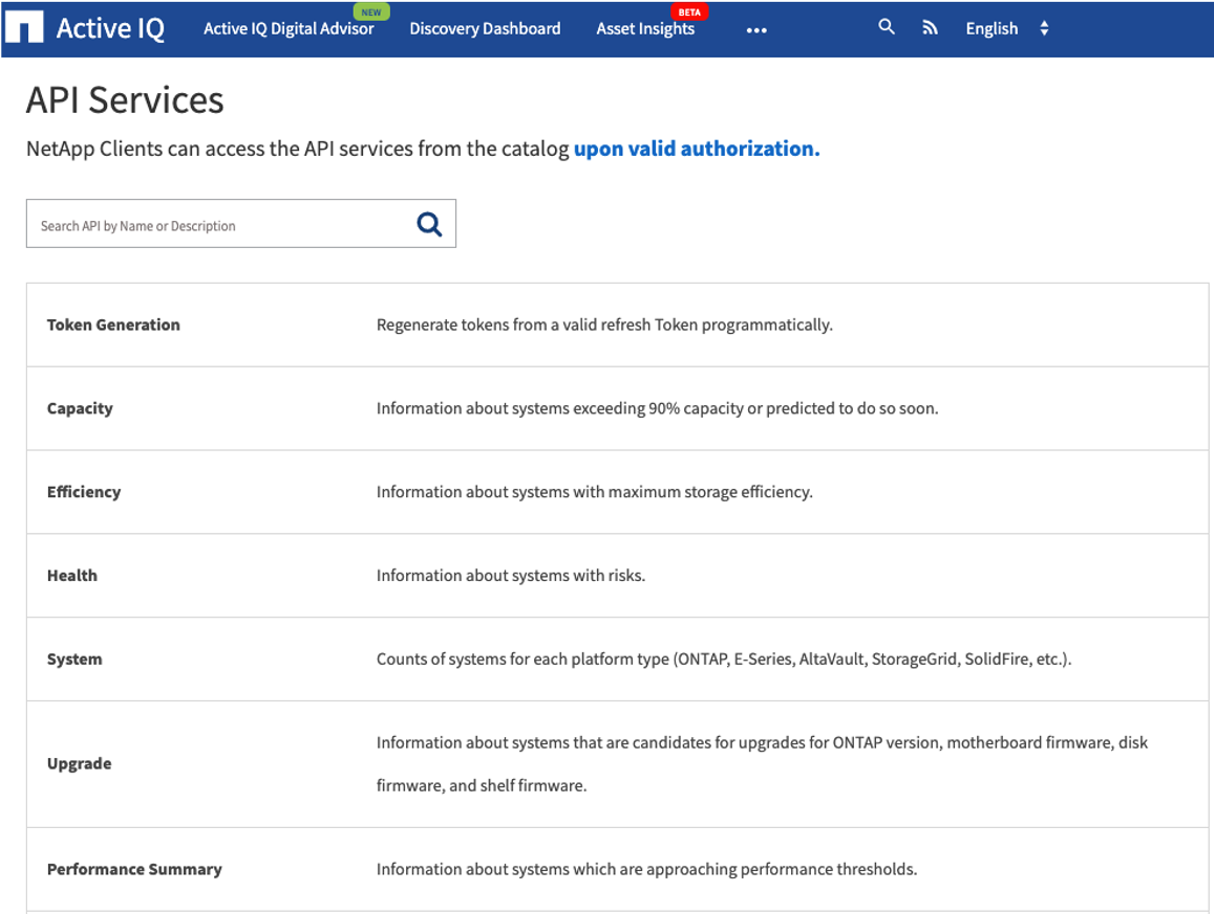 NEW
BETA
Active IQ
Active IQ Digital Advisor
Discovery Dashboard
Asset Insights
•••
English
API Services
NetApp Clients can access the API services from the catalog upon valid authorization.
Search API by Name or Description
Token Generation
Regenerate tokens from a valid refresh Token programmatically.
Capacity
Information about systems exceeding 90% capacity or predicted to do so soon.
Efficiency
Information about systems with maximum storage efficiency.
Health
Information about systems with risks.
System
Counts of systems for each platform type (ONTAP, E-Series, AltaVault, StorageGrid, SolidFire, etc.).
Upgrade
Information about systems that are candidates for upgrades for ONTAP version, motherboard firmware, disk
firmware, and shelf firmware.
Performance Summary
Information about systems which are approaching performance thresholds.